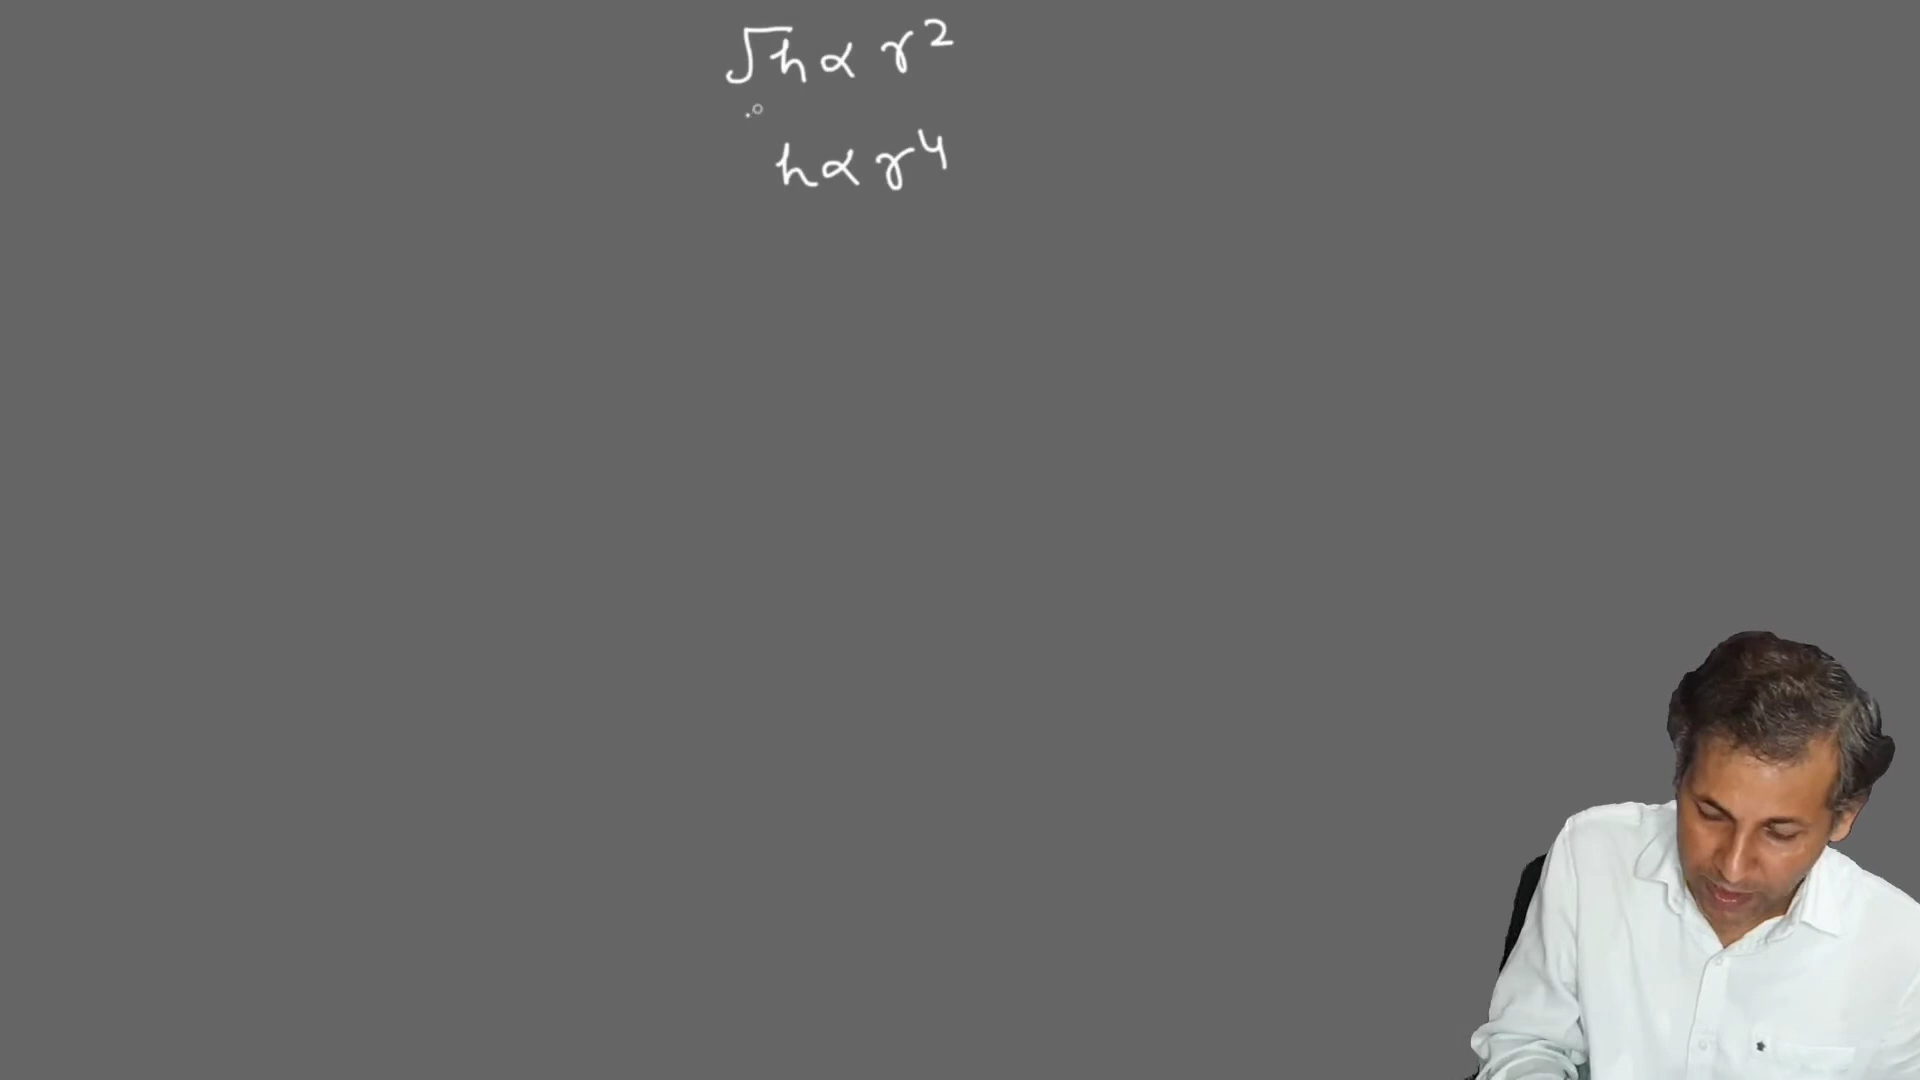 √h ∝ r²
h ∝ r⁴